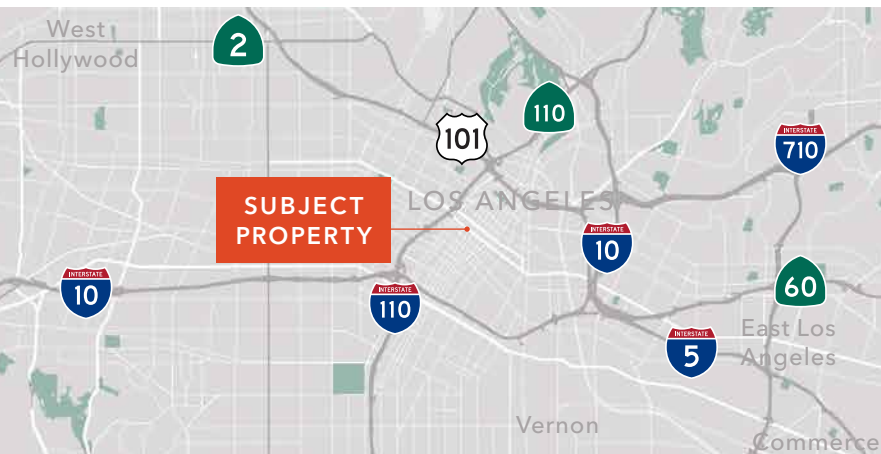 West
Hollywood
2
110
101
INTERSTATE
710
SUBJECT
PROPERTY
LOS ANGELES
INTERSTATE
10
INTERSTATE
10
INTERSTATE
110
60
INTERSTATE
5
East Los
Angeles
Vernon
Commerce